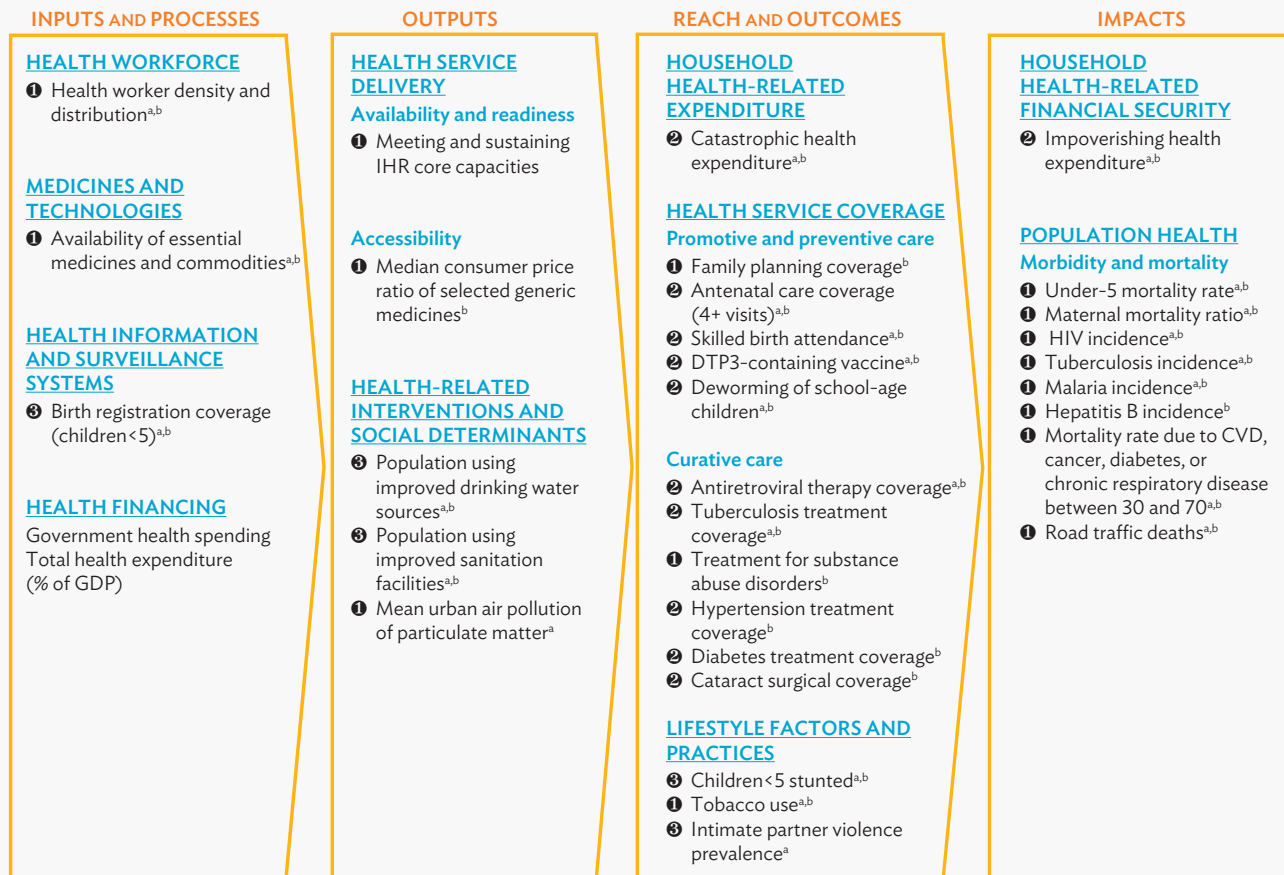 INPUTS AND PROCESSES
HEALTH WORKFORCE
❶ Health worker density and
distributionᵃ,ᵇ
MEDICINES AND
TECHNOLOGIES
❶ Availability of essential
medicines and commoditiesᵃ,ᵇ
HEALTH INFORMATION
AND SURVEILLANCE
SYSTEMS
❸ Birth registration coverage
(children<5)ᵃ,ᵇ
HEALTH FINANCING
Government health spending
Total health expenditure
(% of GDP)
OUTPUTS
HEALTH SERVICE
DELIVERY
Availability and readiness
❶ Meeting and sustaining
IHR core capacities
Accessibility
❶ Median consumer price
ratio of selected generic
medicinesᵇ
HEALTH-RELATED
INTERVENTIONS AND
SOCIAL DETERMINANTS
❸ Population using
improved drinking water
sourcesᵃ,ᵇ
❸ Population using
improved sanitation
facilitiesᵃ,ᵇ
❶ Mean urban air pollution
of particulate matterᵃ
REACH AND OUTCOMES
HOUSEHOLD
HEALTH-RELATED
EXPENDITURE
❷ Catastrophic health
expenditureᵃ,ᵇ
HEALTH SERVICE COVERAGE
Promotive and preventive care
❶ Family planning coverageᵇ
❷ Antenatal care coverage
(4+ visits)ᵃ,ᵇ
❷ Skilled birth attendanceᵃ,ᵇ
❷ DTP3-containing vaccineᵃ,ᵇ
❷ Deworming of school-age
childrenᵃ,ᵇ
Curative care
❷ Antiretroviral therapy coverageᵃ,ᵇ
❷ Tuberculosis treatment
coverageᵃ,ᵇ
❶ Treatment for substance
abuse disordersᵇ
❷ Hypertension treatment
coverageᵇ
❷ Diabetes treatment coverageᵇ
❷ Cataract surgical coverageᵇ
LIFESTYLE FACTORS AND
PRACTICES
❸ Children<5 stuntedᵃ,ᵇ
❶ Tobacco useᵃ,ᵇ
❸ Intimate partner violence
prevalenceᵃ
IMPACTS
HOUSEHOLD
HEALTH-RELATED
FINANCIAL SECURITY
❷ Impoverishing health
expenditureᵃ,ᵇ
POPULATION HEALTH
Morbidity and mortality
❶ Under-5 mortality rateᵃ,ᵇ
❶ Maternal mortality ratioᵃ,ᵇ
❶ HIV incidenceᵃ,ᵇ
❶ Tuberculosis incidenceᵃ,ᵇ
❶ Malaria incidenceᵃ,ᵇ
❶ Hepatitis B incidenceᵇ
❶ Mortality rate due to CVD,
cancer, diabetes, or
chronic respiratory disease
between 30 and 70ᵃ,ᵇ
❶ Road traffic deathsᵃ,ᵇ